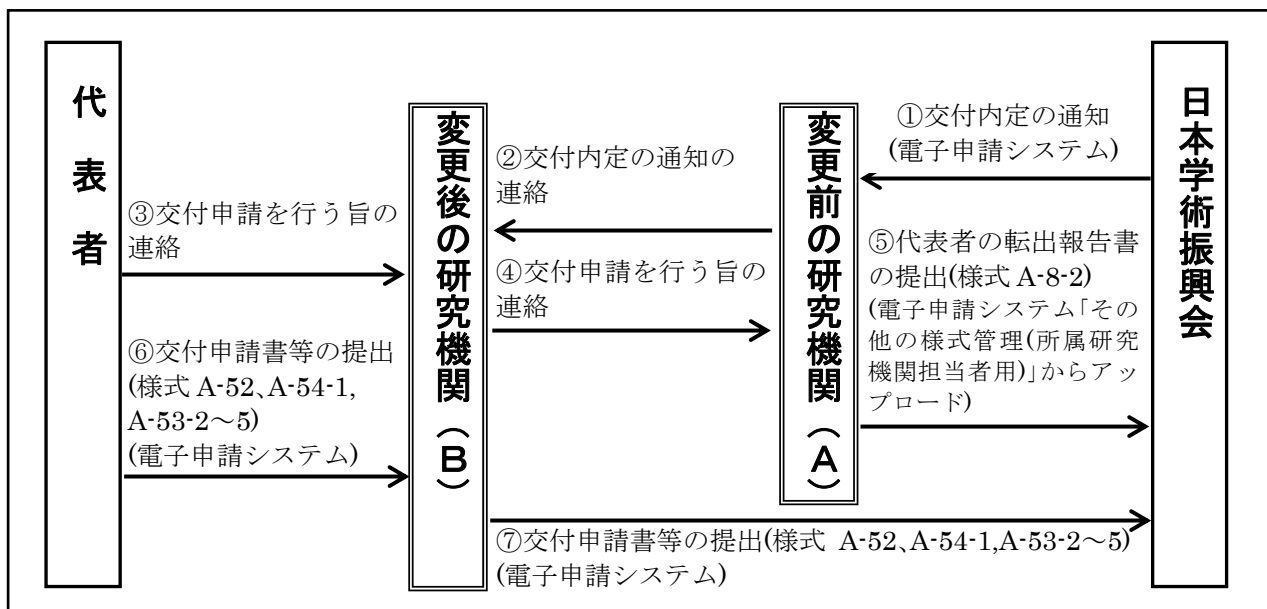 代表者
変更後の研究機関（Ｂ）
変更前の研究機関（Ａ）
日本学術振興会
①交付内定の通知
(電子申請システム)
②交付内定の通知の
連絡
③交付申請を行う旨の
連絡
④交付申請を行う旨の
連絡
⑤代表者の転出報告書
の提出(様式 A-8-2)
(電子申請システム｢その
他の様式管理(所属研究
機関担当者用)｣からアッ
プロード)
⑥交付申請書等の提出
(様式 A-52、A-54-1,
A-53-2～5)
(電子申請システム)
⑦交付申請書等の提出(様式 A-52、A-54-1,A-53-2～5)
(電子申請システム)